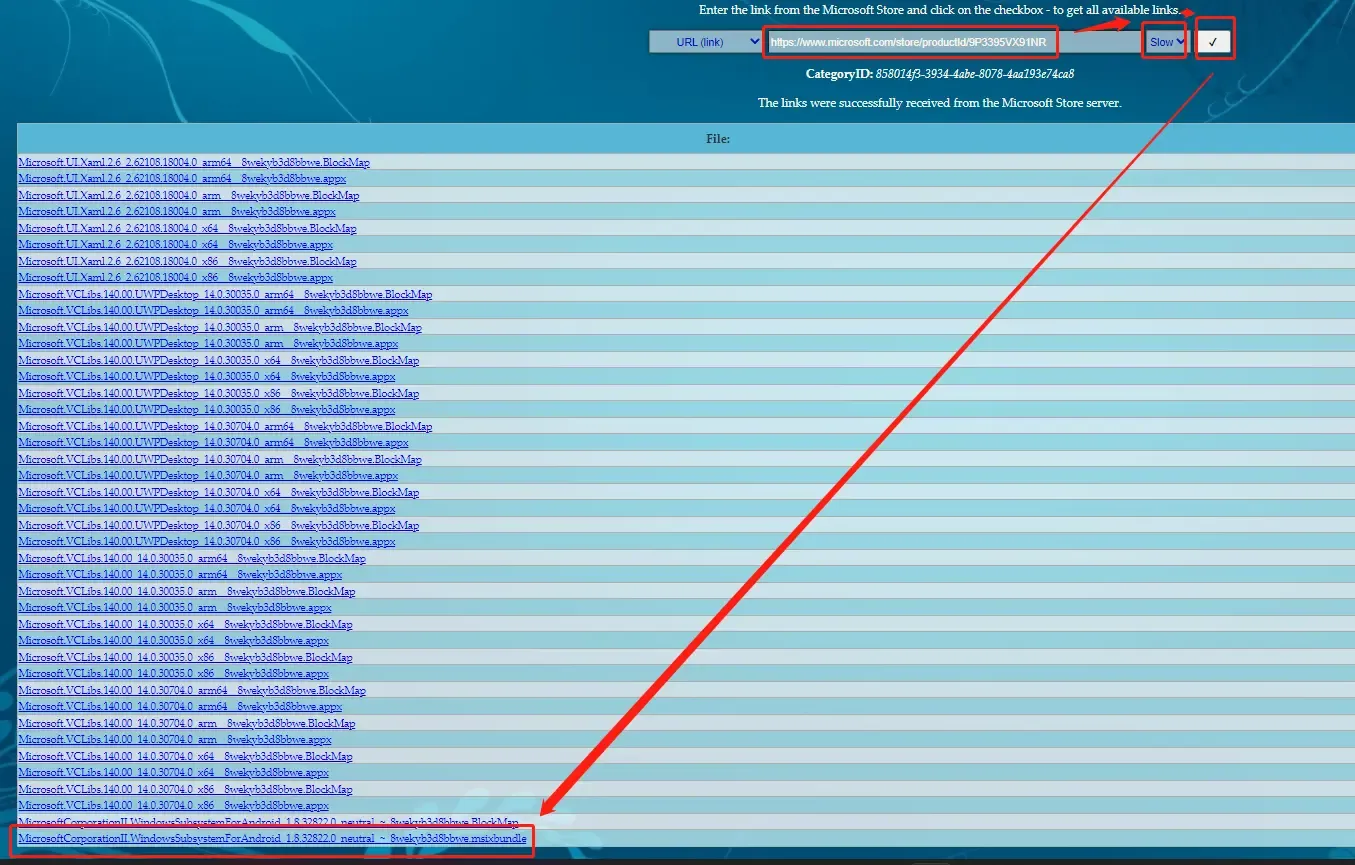 Enter the link from the Microsoft Store and click on the checkbox - to get all available links.
URL (link) https://www.microsoft.com/store/productId/9P3395VX91NR Slow ✓
CategoryID: 858014f3-3934-4abe-8078-4aa193e74ca8
The links were successfully received from the Microsoft Store server.
File:
Microsoft.UI.Xaml.2.6_2.62108.18004.0_arm64__8wekyb3d8bbwe.BlockMap
Microsoft.UI.Xaml.2.6_2.62108.18004.0_arm64__8wekyb3d8bbwe.appx
Microsoft.UI.Xaml.2.6_2.62108.18004.0_arm__8wekyb3d8bbwe.BlockMap
Microsoft.UI.Xaml.2.6_2.62108.18004.0_arm__8wekyb3d8bbwe.appx
Microsoft.UI.Xaml.2.6_2.62108.18004.0_x64__8wekyb3d8bbwe.BlockMap
Microsoft.UI.Xaml.2.6_2.62108.18004.0_x64__8wekyb3d8bbwe.appx
Microsoft.UI.Xaml.2.6_2.62108.18004.0_x86__8wekyb3d8bbwe.BlockMap
Microsoft.UI.Xaml.2.6_2.62108.18004.0_x86__8wekyb3d8bbwe.appx
Microsoft.VCLibs.140.00.UWPDesktop_14.0.30035.0_arm64__8wekyb3d8bbwe.BlockMap
Microsoft.VCLibs.140.00.UWPDesktop_14.0.30035.0_arm64__8wekyb3d8bbwe.appx
Microsoft.VCLibs.140.00.UWPDesktop_14.0.30035.0_arm__8wekyb3d8bbwe.BlockMap
Microsoft.VCLibs.140.00.UWPDesktop_14.0.30035.0_arm__8wekyb3d8bbwe.appx
Microsoft.VCLibs.140.00.UWPDesktop_14.0.30035.0_x64__8wekyb3d8bbwe.BlockMap
Microsoft.VCLibs.140.00.UWPDesktop_14.0.30035.0_x64__8wekyb3d8bbwe.appx
Microsoft.VCLibs.140.00.UWPDesktop_14.0.30035.0_x86__8wekyb3d8bbwe.BlockMap
Microsoft.VCLibs.140.00.UWPDesktop_14.0.30035.0_x86__8wekyb3d8bbwe.appx
Microsoft.VCLibs.140.00.UWPDesktop_14.0.30704.0_arm64__8wekyb3d8bbwe.BlockMap
Microsoft.VCLibs.140.00.UWPDesktop_14.0.30704.0_arm64__8wekyb3d8bbwe.appx
Microsoft.VCLibs.140.00.UWPDesktop_14.0.30704.0_arm__8wekyb3d8bbwe.BlockMap
Microsoft.VCLibs.140.00.UWPDesktop_14.0.30704.0_arm__8wekyb3d8bbwe.appx
Microsoft.VCLibs.140.00.UWPDesktop_14.0.30704.0_x64__8wekyb3d8bbwe.BlockMap
Microsoft.VCLibs.140.00.UWPDesktop_14.0.30704.0_x64__8wekyb3d8bbwe.appx
Microsoft.VCLibs.140.00.UWPDesktop_14.0.30704.0_x86__8wekyb3d8bbwe.BlockMap
Microsoft.VCLibs.140.00.UWPDesktop_14.0.30704.0_x86__8wekyb3d8bbwe.appx
Microsoft.VCLibs.140.00_14.0.30035.0_arm64__8wekyb3d8bbwe.BlockMap
Microsoft.VCLibs.140.00_14.0.30035.0_arm64__8wekyb3d8bbwe.appx
Microsoft.VCLibs.140.00_14.0.30035.0_arm__8wekyb3d8bbwe.BlockMap
Microsoft.VCLibs.140.00_14.0.30035.0_arm__8wekyb3d8bbwe.appx
Microsoft.VCLibs.140.00_14.0.30035.0_x64__8wekyb3d8bbwe.BlockMap
Microsoft.VCLibs.140.00_14.0.30035.0_x64__8wekyb3d8bbwe.appx
Microsoft.VCLibs.140.00_14.0.30035.0_x86__8wekyb3d8bbwe.BlockMap
Microsoft.VCLibs.140.00_14.0.30035.0_x86__8wekyb3d8bbwe.appx
Microsoft.VCLibs.140.00_14.0.30704.0_arm64__8wekyb3d8bbwe.BlockMap
Microsoft.VCLibs.140.00_14.0.30704.0_arm64__8wekyb3d8bbwe.appx
Microsoft.VCLibs.140.00_14.0.30704.0_arm__8wekyb3d8bbwe.BlockMap
Microsoft.VCLibs.140.00_14.0.30704.0_arm__8wekyb3d8bbwe.appx
Microsoft.VCLibs.140.00_14.0.30704.0_x64__8wekyb3d8bbwe.BlockMap
Microsoft.VCLibs.140.00_14.0.30704.0_x64__8wekyb3d8bbwe.appx
Microsoft.VCLibs.140.00_14.0.30704.0_x86__8wekyb3d8bbwe.BlockMap
Microsoft.VCLibs.140.00_14.0.30704.0_x86__8wekyb3d8bbwe.appx
MicrosoftCorporationII.WindowsSubsystemForAndroid_1.8.32822.0_neutral_~_8wekyb3d8bbwe.BlockMap
MicrosoftCorporationII.WindowsSubsystemForAndroid_1.8.32822.0_neutral_~_8wekyb3d8bbwe.msixbundle